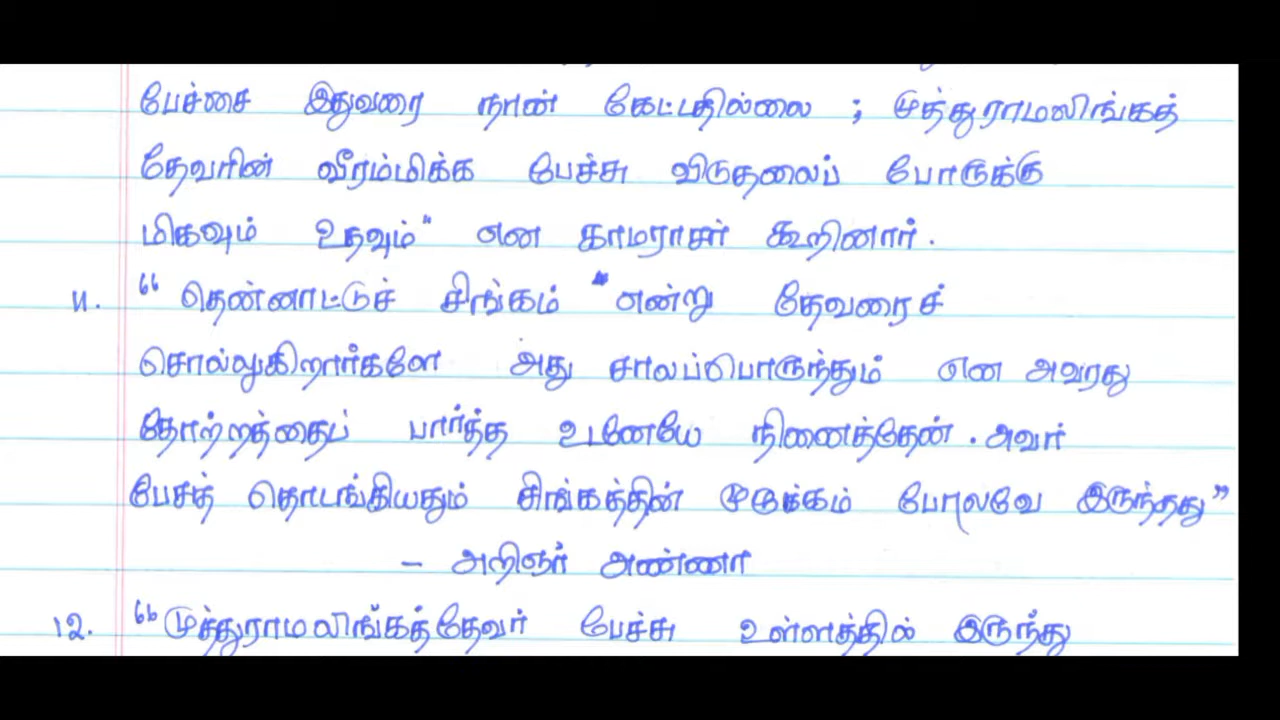 பேச்சை இதுவரை நான் கேட்டதில்லை ; முத்துராமலிங்கத்
தேவரின் வீரம்மிக்க பேச்சு விடுதலைப் போருக்கு
மிகவும் உதவும்" என காமராசர் கூறினார்.
11. "தென்னாட்டுச் சிங்கம்" என்று தேவரைச்
சொல்லுகிறார்களே அது சாலப்பொருந்தும் என அவரது
தோற்றத்தைப் பார்த்த உடனேயே நினைத்தேன். அவர்
பேசத் தொடங்கியதும் சிங்கத்தின் முழக்கம் போலவே இருந்தது"
- அறிஞர் அண்ணா
12. "முத்துராமலிங்கத்தேவர் பேச்சு உள்ளத்தில் இருந்து